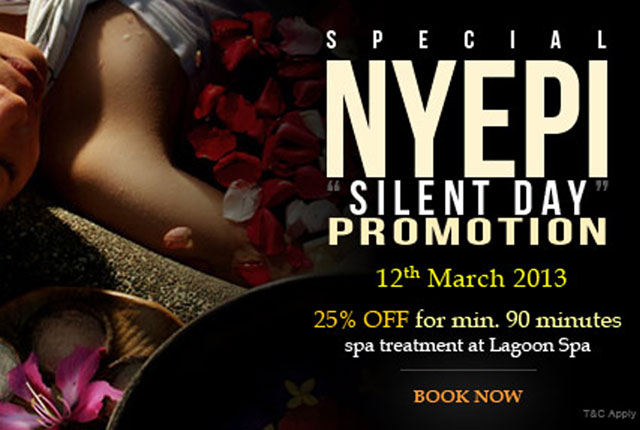 SPECIAL
NYEPI
"SILENT DAY"
PROMOTION
12th March 2013
25% OFF for min. 90 minutes
spa treatment at Lagoon Spa
BOOK NOW
T&C Apply